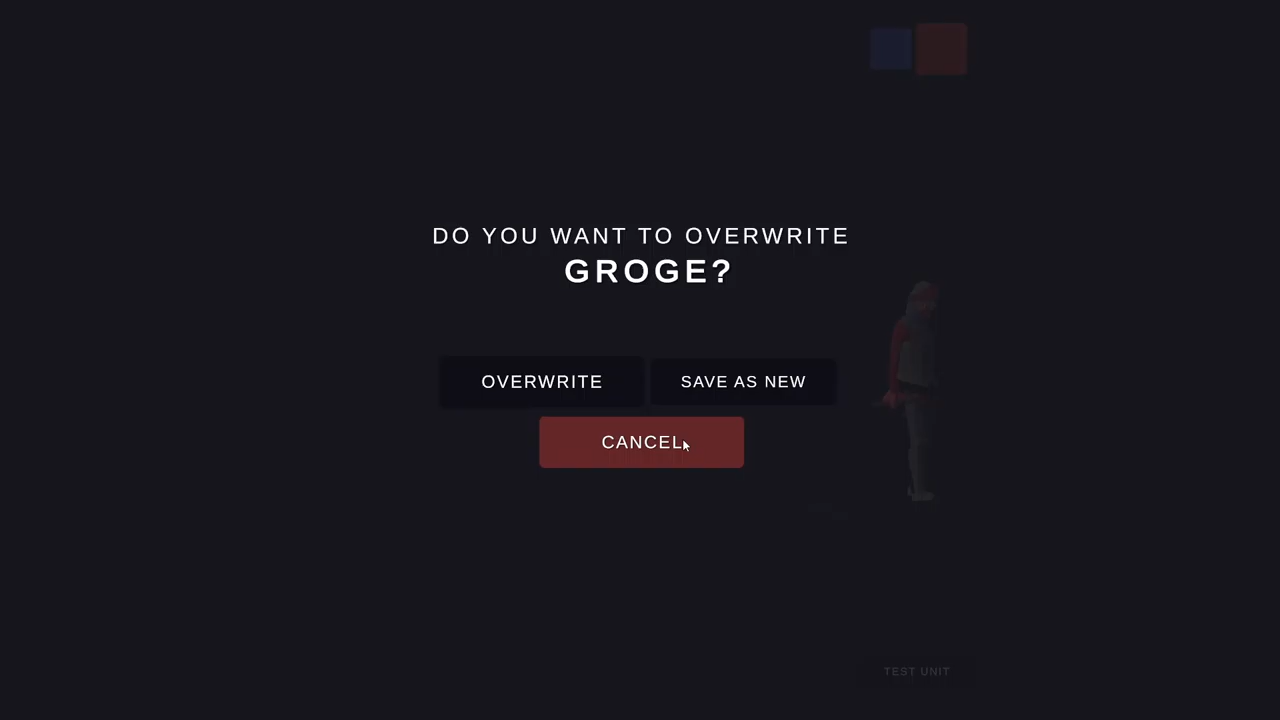 DO YOU WANT TO OVERWRITE
GROGE?
OVERWRITE
SAVE AS NEW
CANCEL
TEST UNIT